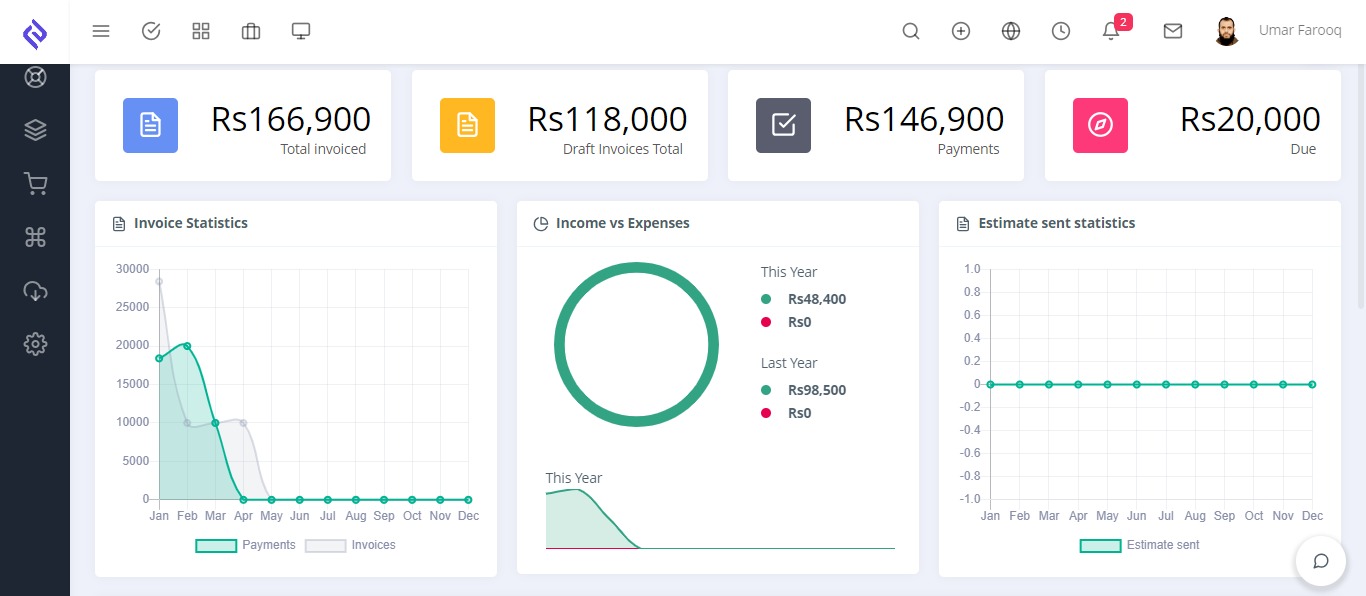 2
Umar Farooq
Rs166,900
Total invoiced
Rs118,000
Draft Invoices Total
Rs146,900
Payments
Rs20,000
Due
Invoice Statistics
30000
25000
20000
15000
10000
5000
0
Jan Feb Mar Apr May Jun Jul Aug Sep Oct Nov Dec
Payments Invoices
Income vs Expenses
This Year
Rs48,400
Rs0
Last Year
Rs98,500
Rs0
This Year
Estimate sent statistics
1.0
0.8
0.6
0.4
0.2
0
-0.2
-0.4
-0.6
-0.8
-1.0
Jan Feb Mar Apr May Jun Jul Aug Sep Oct Nov Dec
Estimate sent